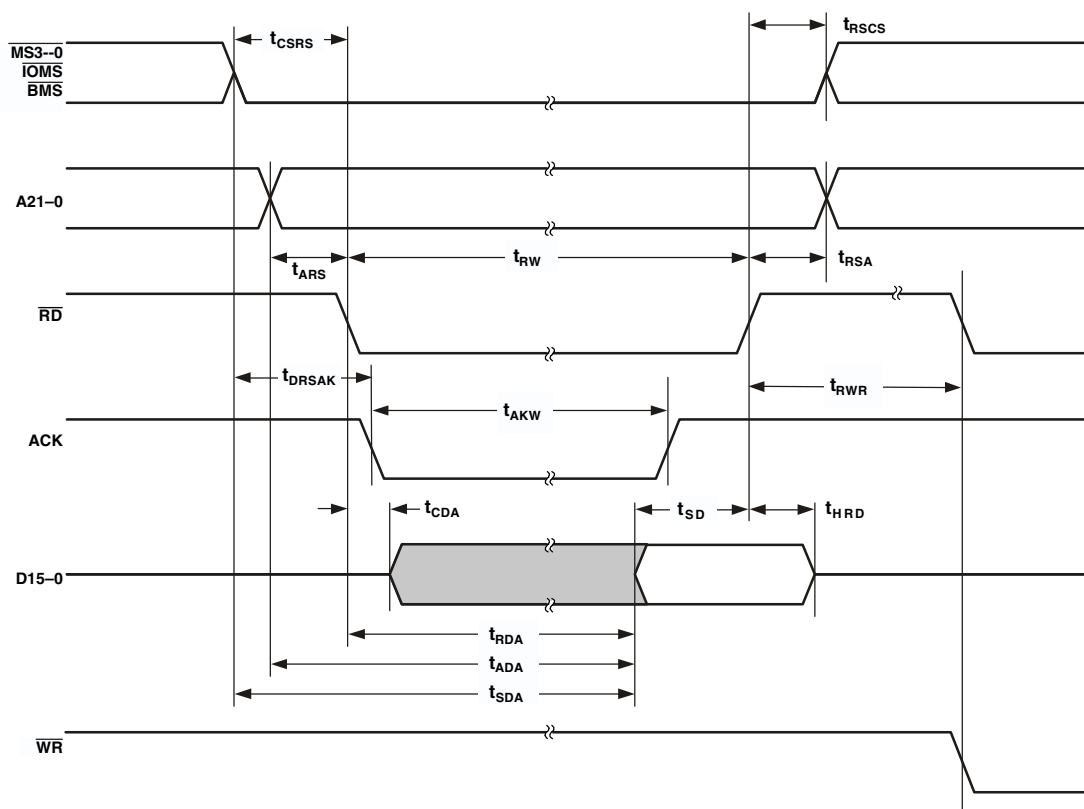 MS3--0
IOMS
BMS
tCSRS
tRSCS
A21–0
tARS
tRW
tRSA
RD
tDRSAK
tAKW
tRWR
ACK
tCDA
tSD
tHRD
D15–0
tRDA
tADA
tSDA
WR